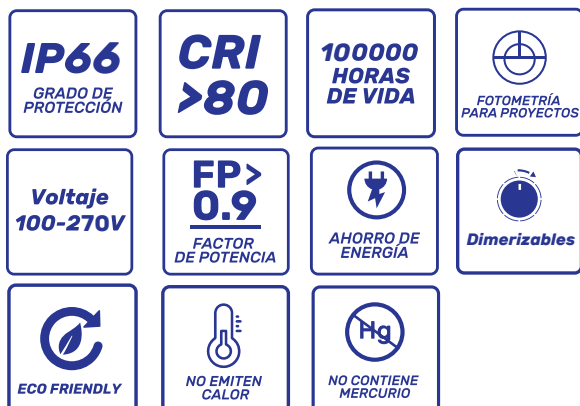 IP66
GRADO DE
PROTECCIÓN
CRI
>80
100000
HORAS
DE VIDA
FOTOMETRÍA
PARA PROYECTOS
Voltaje
100-270V
FP>
0.9
FACTOR
DE POTENCIA
AHORRO DE
ENERGÍA
Dimerizables
ECO FRIENDLY
NO EMITEN
CALOR
Hg
NO CONTIENE
MERCURIO